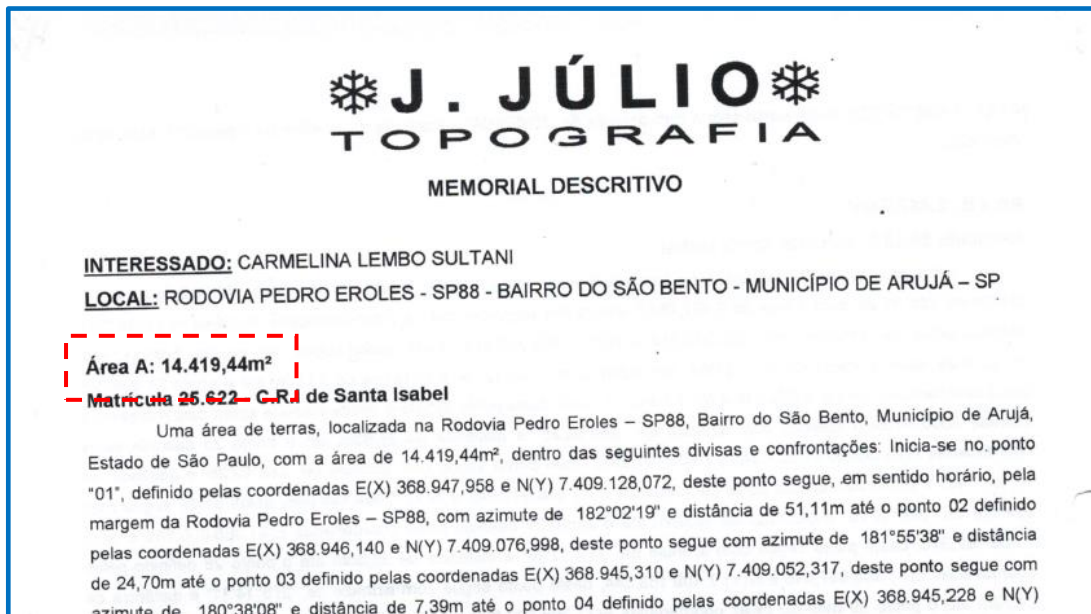 J. JÚLIO
TOPOGRAFIA
MEMORIAL DESCRITIVO
INTERESSADO: CARMELINA LEMBO SULTANI
LOCAL: RODOVIA PEDRO EROLES - SP88 - BAIRRO DO SÃO BENTO - MUNICÍPIO DE ARUJÁ – SP
Área A: 14.419,44m²
Matrícula 25.622 - C.R.I de Santa Isabel
Uma área de terras, localizada na Rodovia Pedro Eroles – SP88, Bairro do São Bento, Município de Arujá,
Estado de São Paulo, com a área de 14.419,44m², dentro das seguintes divisas e confrontações: Inicia-se no ponto
"01", definido pelas coordenadas E(X) 368.947,958 e N(Y) 7.409.128,072, deste ponto segue, em sentido horário, pela
margem da Rodovia Pedro Eroles – SP88, com azimute de 182°02'19" e distância de 51,11m até o ponto 02 definido
pelas coordenadas E(X) 368.946,140 e N(Y) 7.409.076,998, deste ponto segue com azimute de 181°55'38" e distância
de 24,70m até o ponto 03 definido pelas coordenadas E(X) 368.945,310 e N(Y) 7.409.052,317, deste ponto segue com
azimute de 180°38'08" e distância de 7,39m até o ponto 04 definido pelas coordenadas E(X) 368.945,228 e N(Y)